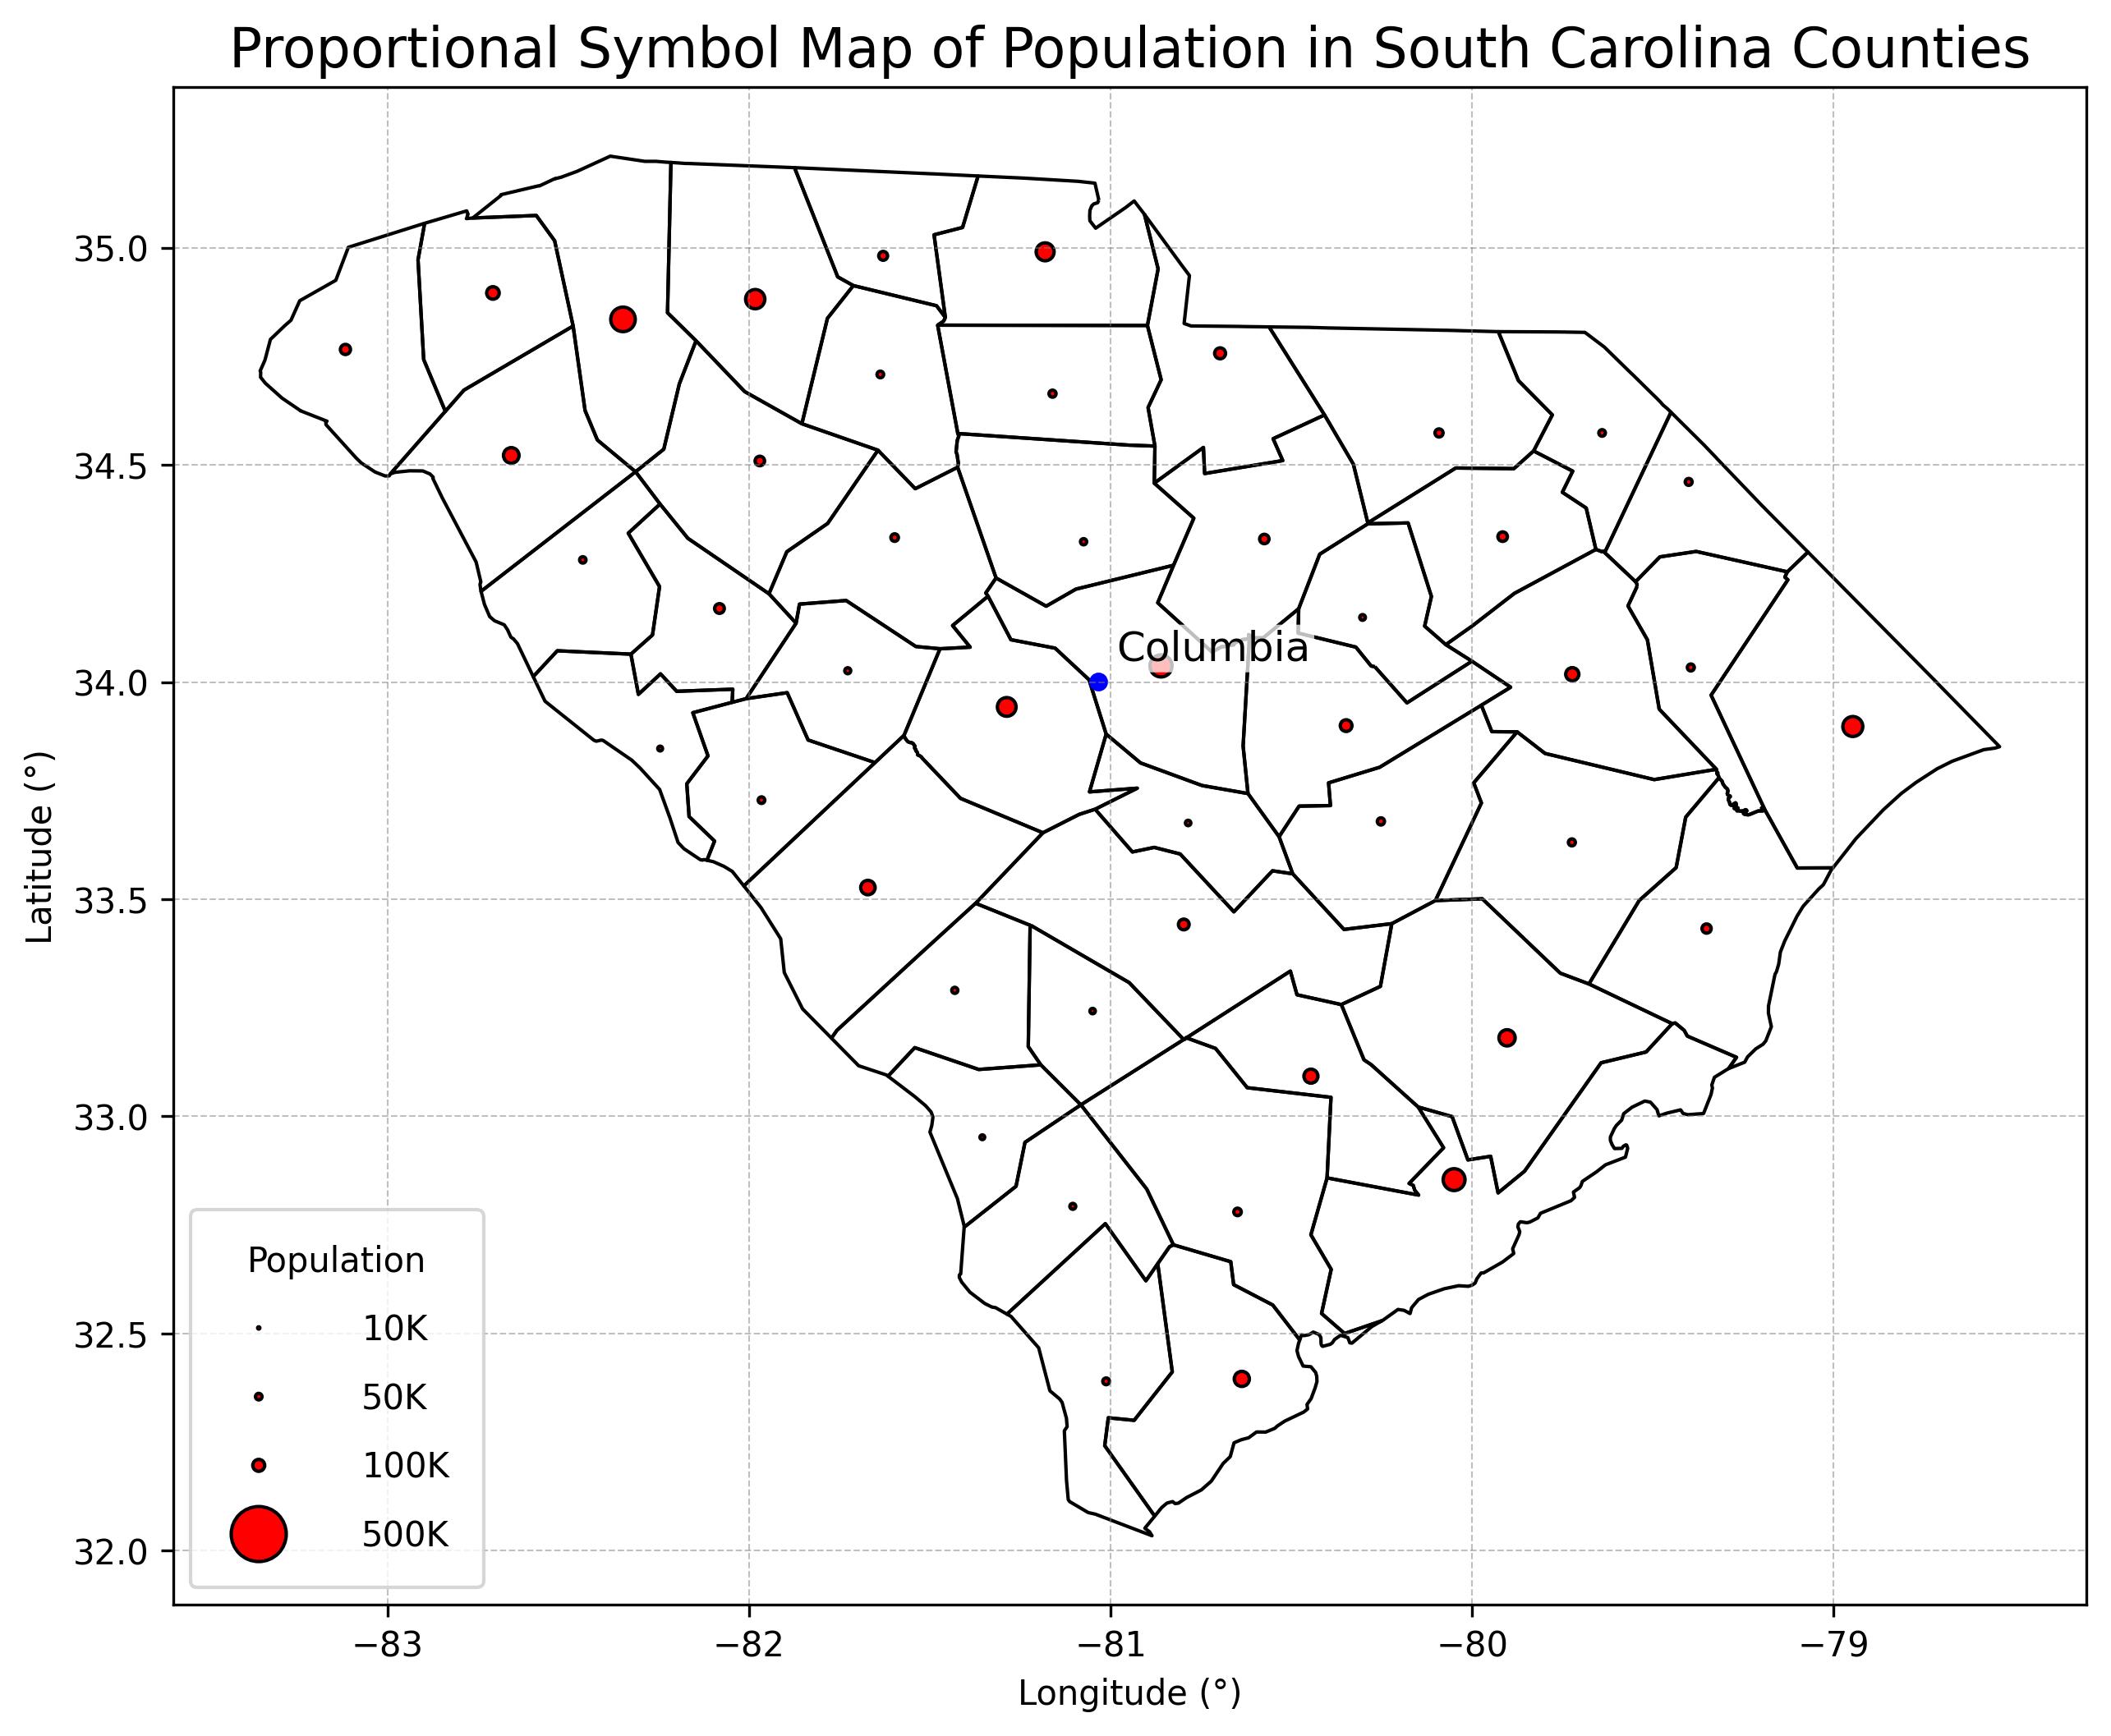 Proportional Symbol Map of Population in South Carolina Counties
Latitude (°)
35.0
34.5
34.0
33.5
33.0
32.5
32.0
Columbia
Population
10K
50K
100K
500K
−83
−82
−81
−80
−79
Longitude (°)